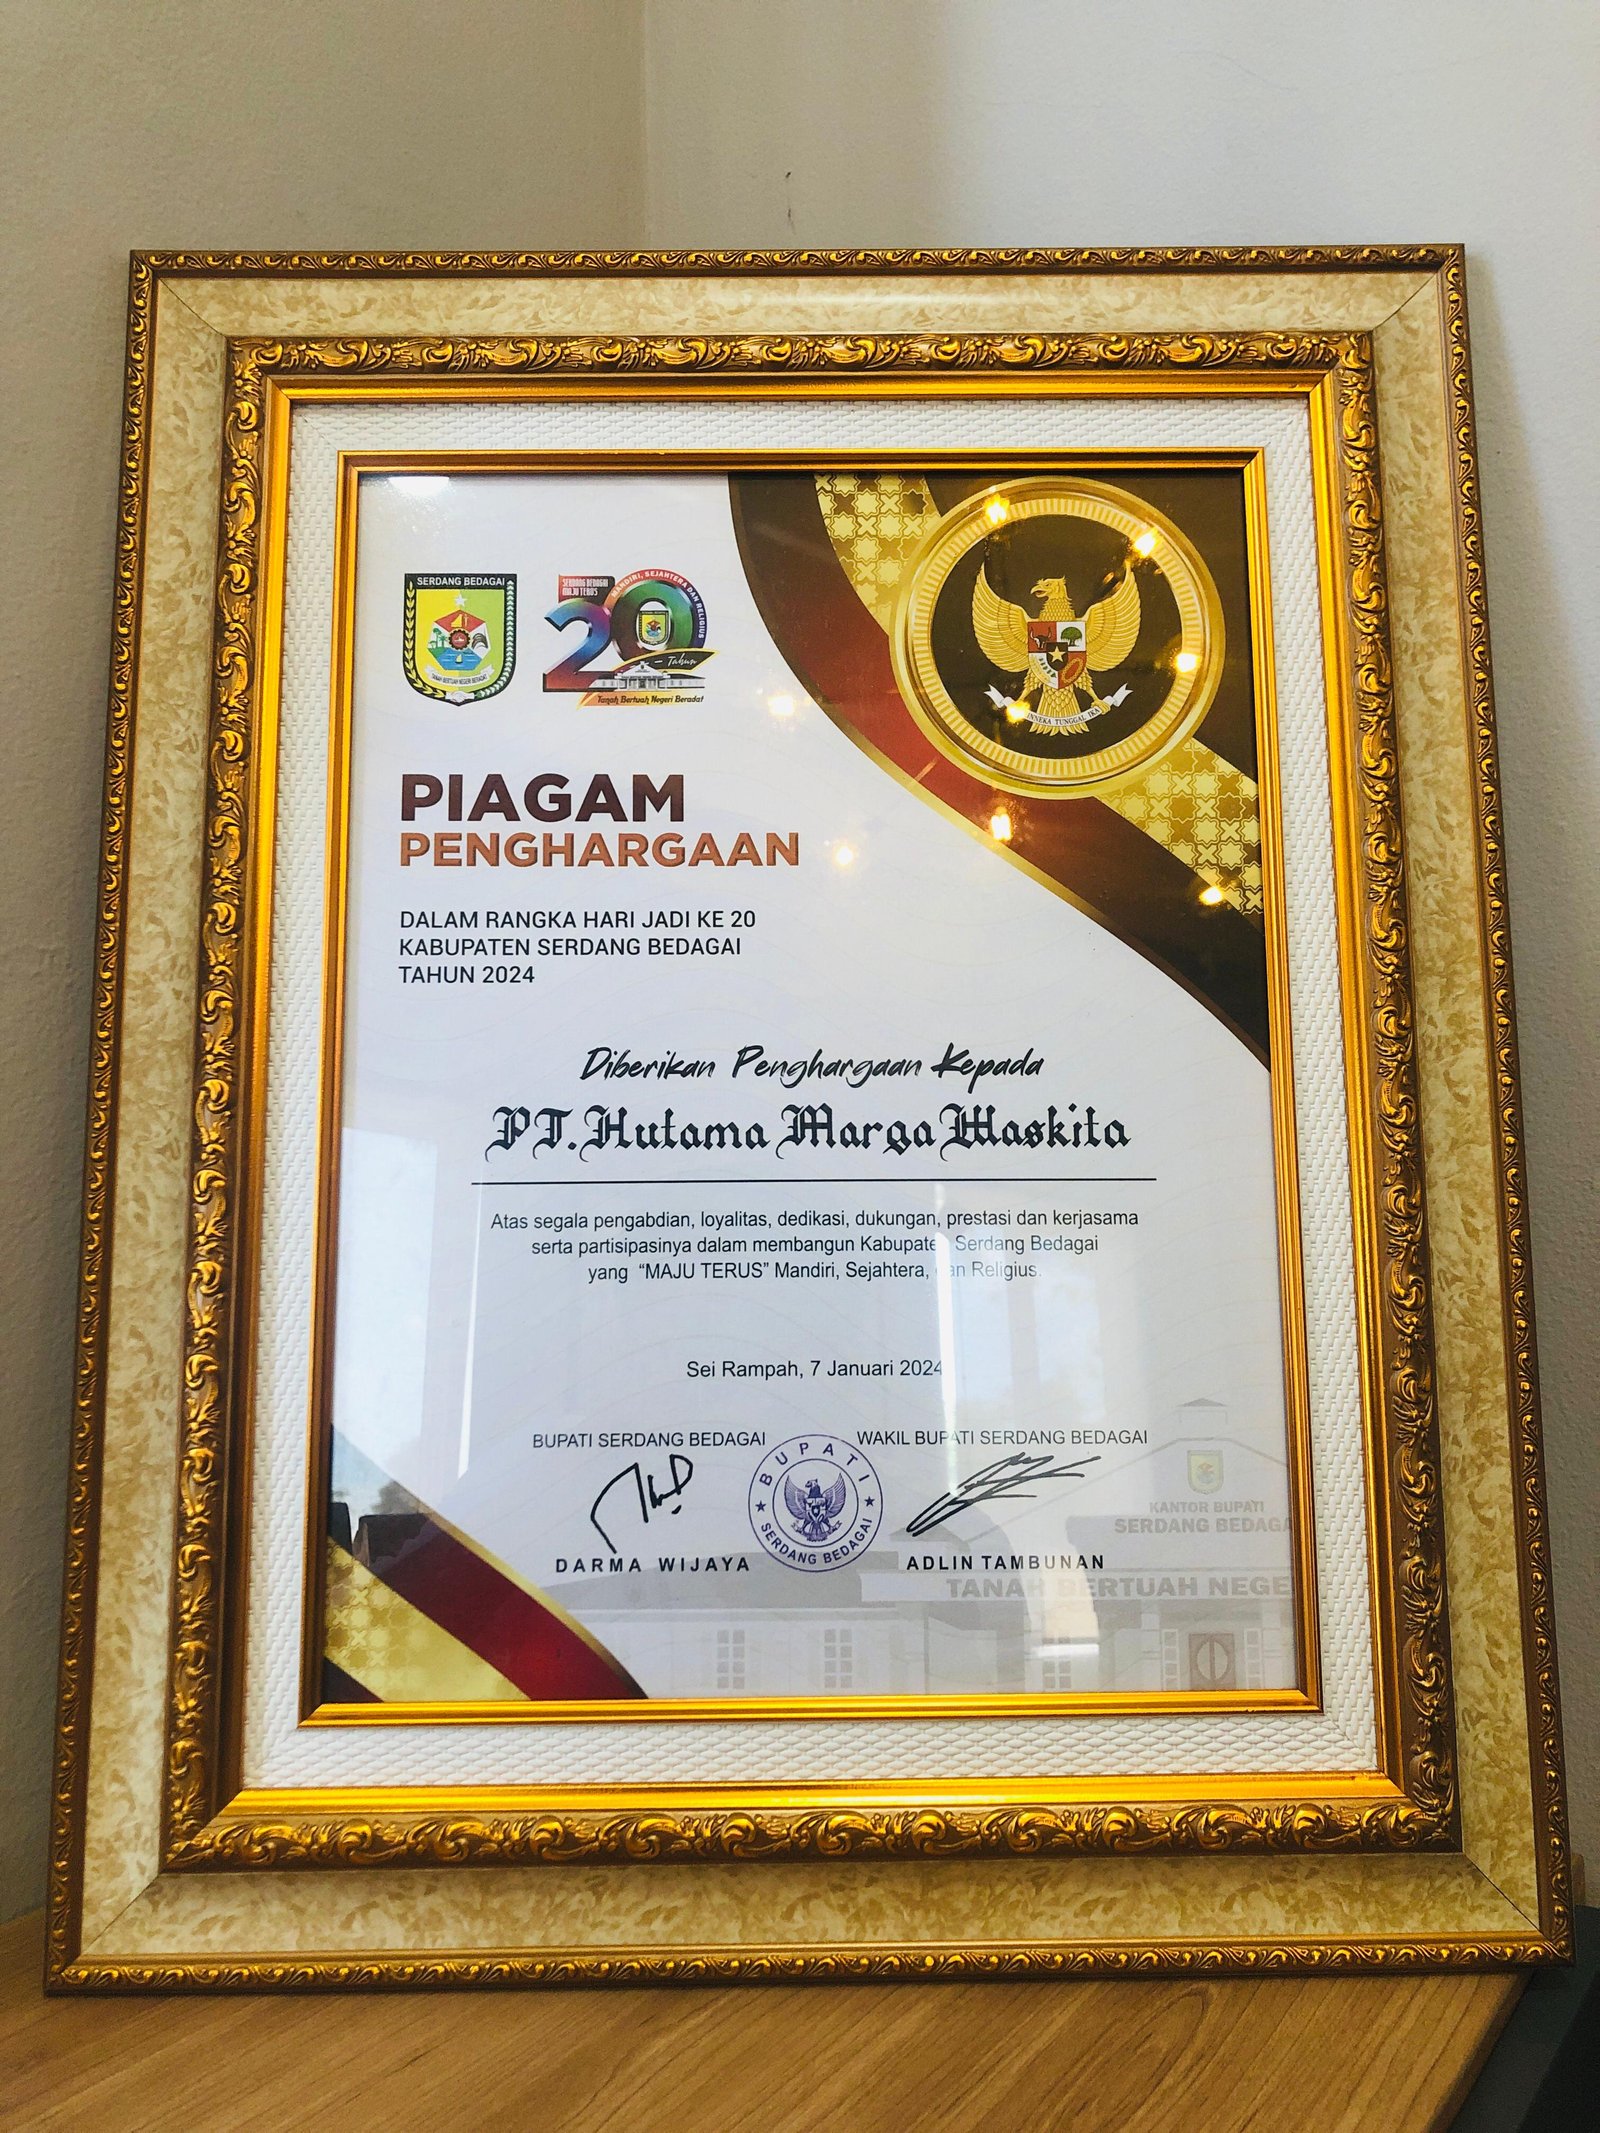 SERDANG BEDAGAI
TANAH BERTUAH NEGERI BERADAT
SERDANG BEDAGAI
MAJU TERUS
MANDIRI, SEJAHTERA DAN RELIGIUS
20
Tahun
Tanah Bertuah Negeri Beradat
INNEKA TUNGGAL IKA
PIAGAM
PENGHARGAAN
DALAM RANGKA HARI JADI KE 20
KABUPATEN SERDANG BEDAGAI
TAHUN 2024
Diberikan Penghargaan Kepada
PT. Hutama Marga Waskita
Atas segala pengabdian, loyalitas, dedikasi, dukungan, prestasi dan kerjasama
serta partisipasinya dalam membangun Kabupaten Serdang Bedagai
yang “MAJU TERUS” Mandiri, Sejahtera, dan Religius.
Sei Rampah, 7 Januari 2024
BUPATI SERDANG BEDAGAI
WAKIL BUPATI SERDANG BEDAGAI
BUPATI
SERDANG BEDAGAI
DARMA WIJAYA
ADLIN TAMBUNAN
KANTOR BUPATI
SERDANG BEDAGA
TANAH BERTUAH NEGE